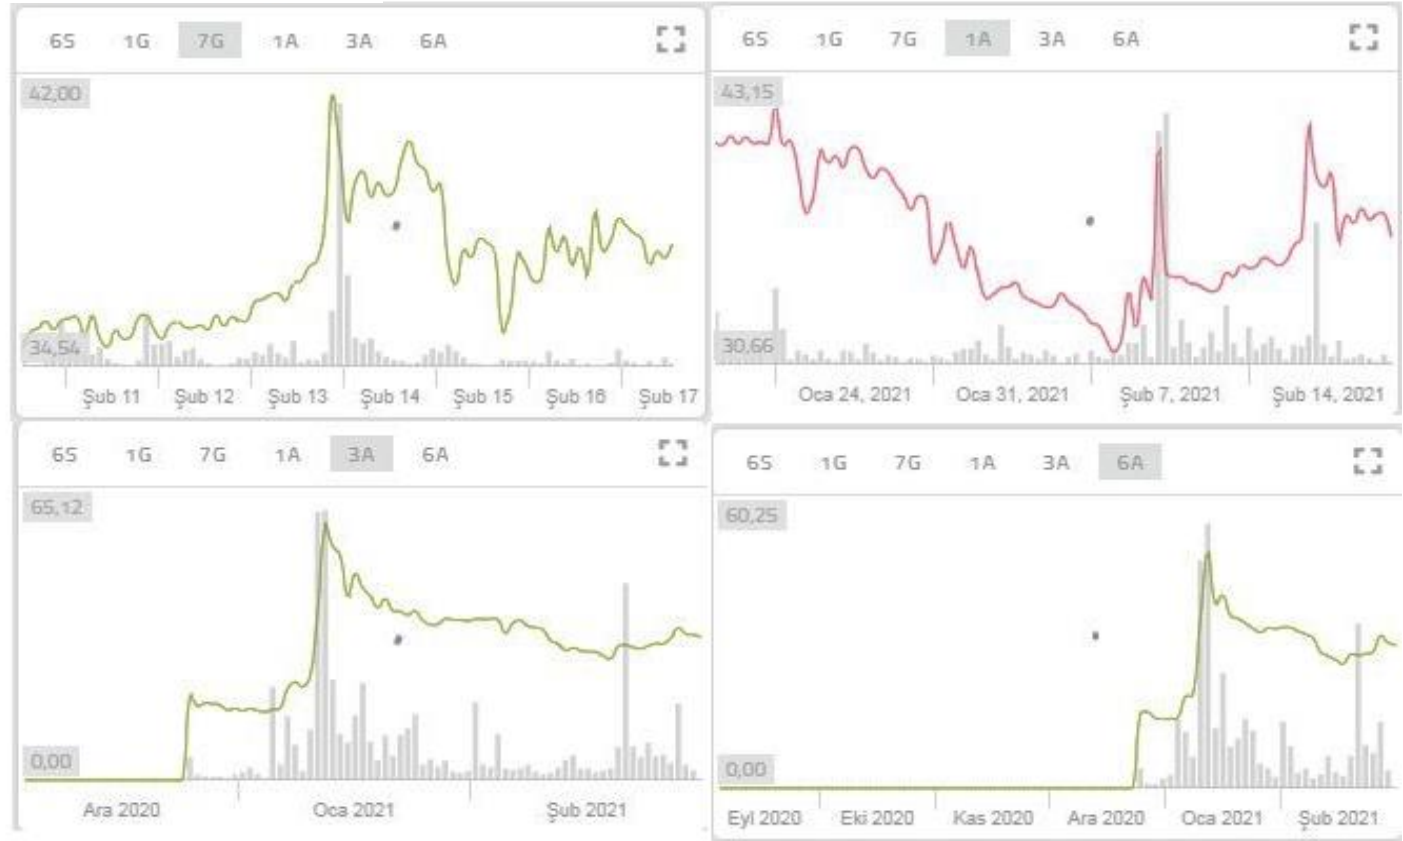 6S 1G 7G 1A 3A 6A
42,00
34,54
Şub 11 Şub 12 Şub 13 Şub 14 Şub 15 Şub 16 Şub 17
6S 1G 7G 1A 3A 6A
43,15
30,66
Oca 24, 2021 Oca 31, 2021 Şub 7, 2021 Şub 14, 2021
6S 1G 7G 1A 3A 6A
65,12
0,00
Ara 2020 Oca 2021 Şub 2021
6S 1G 7G 1A 3A 6A
60,25
0,00
Eyl 2020 Eki 2020 Kas 2020 Ara 2020 Oca 2021 Şub 2021